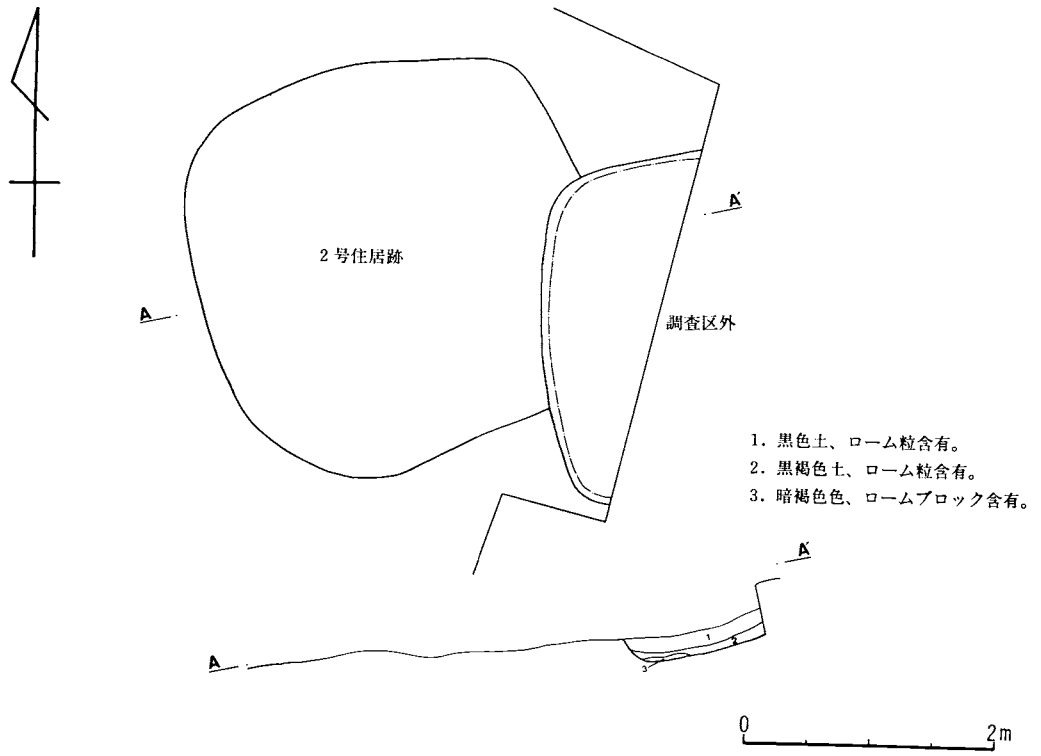 A′
2号住居跡
A
調査区外
1. 黒色土、ローム粒含有。
2. 黒褐色土、ローム粒含有。
3. 暗褐色色、ロームブロック含有。
A′
1
2
A
3
0 2m